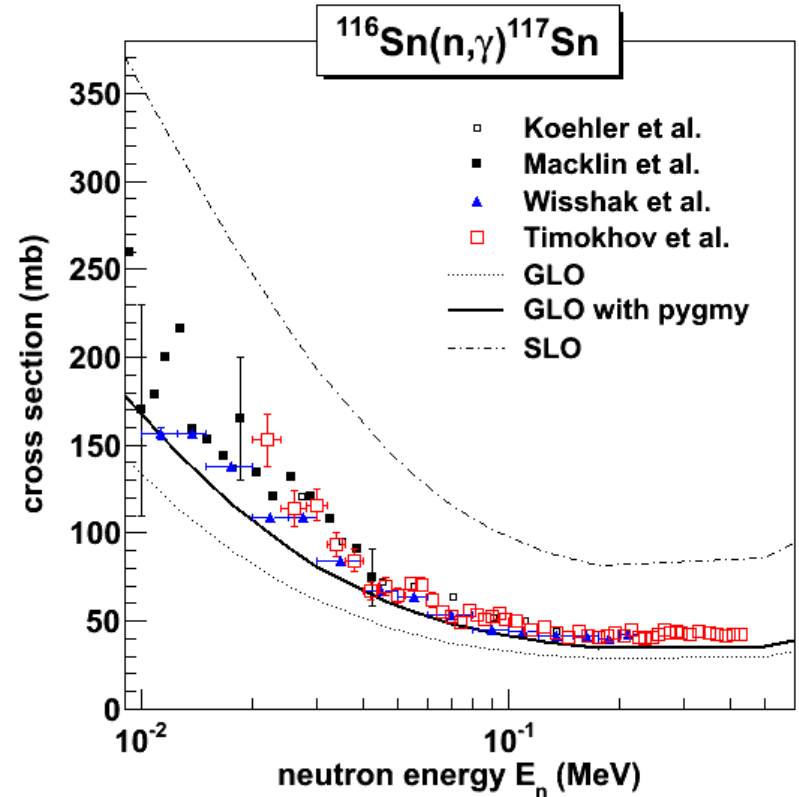 ¹¹⁶Sn(n,γ)¹¹⁷Sn
Koehler et al.
Macklin et al.
Wisshak et al.
Timokhov et al.
GLO
GLO with pygmy
SLO
cross section (mb)
350
300
250
200
150
100
50
0
10⁻²
10⁻¹
neutron energy Eₙ (MeV)